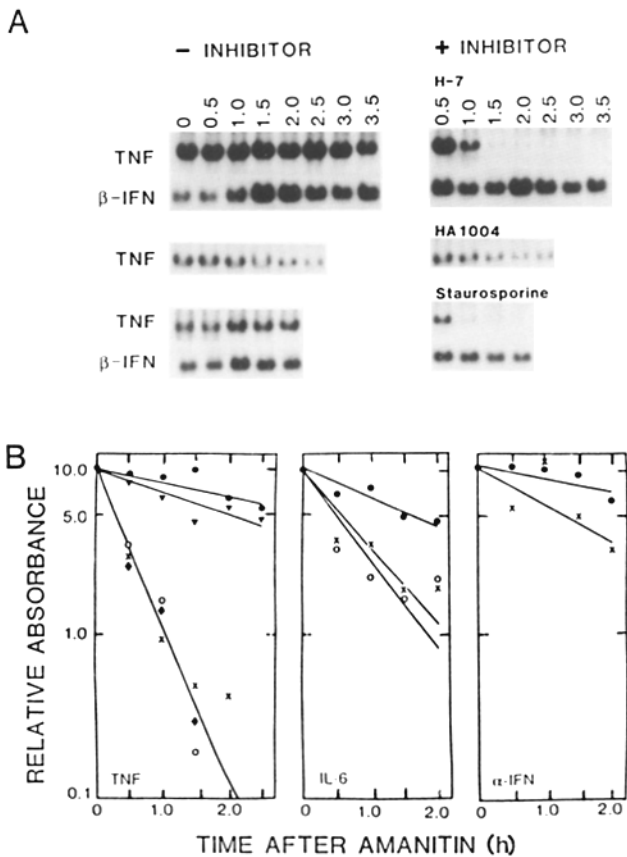 A
– INHIBITOR
+ INHIBITOR
H-7
0 0.5 1.0 1.5 2.0 2.5 3.0 3.5
0.5 1.0 1.5 2.0 2.5 3.0 3.5
TNF
β-IFN
HA1004
TNF
Staurosporine
TNF
β-IFN
B
RELATIVE ABSORBANCE
10.0
5.0
1.0
0.1
TNF
IL-6
α-IFN
0 1.0 2.0
0 1.0 2.0
0 1.0 2.0
TIME AFTER AMANITIN (h)